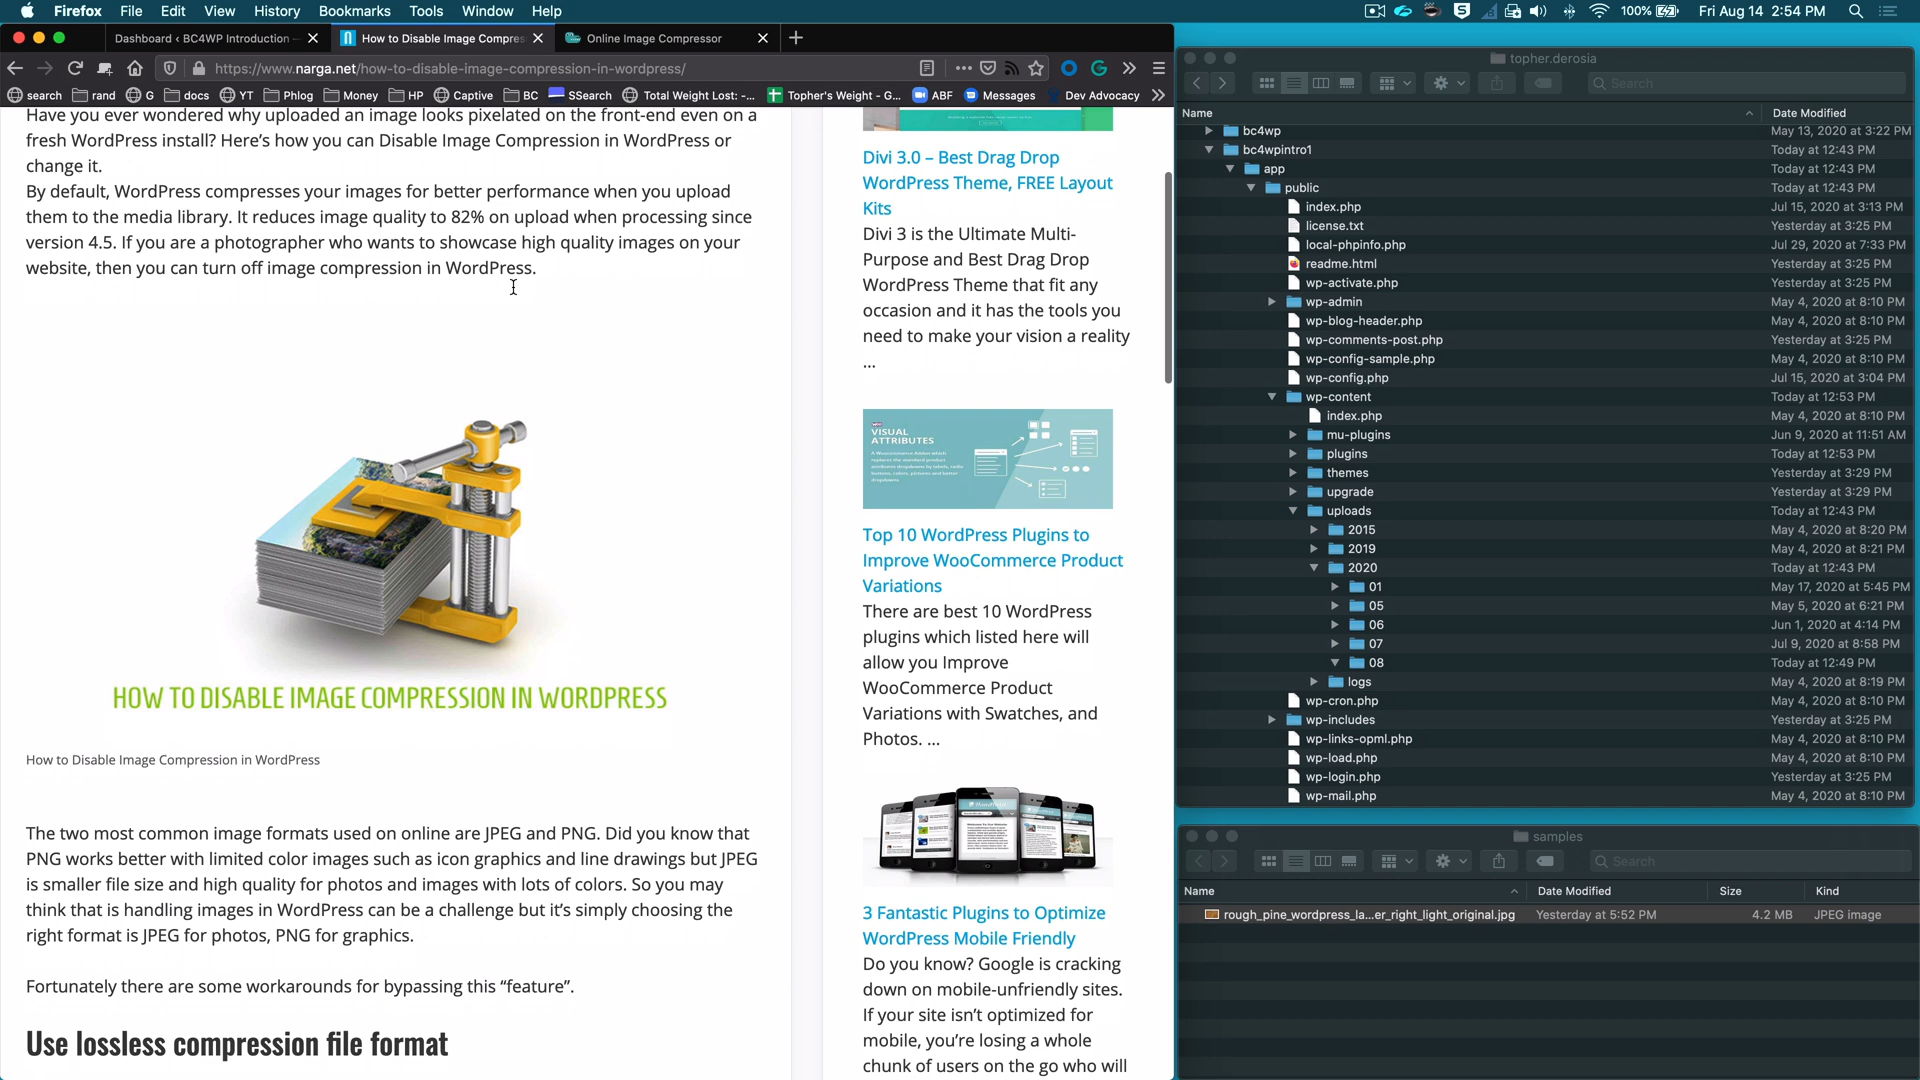 Firefox File Edit View History Bookmarks Tools Window Help
100% Fri Aug 14 2:54 PM
Dashboard ‹ BC4WP Introduction
How to Disable Image Compres
Online Image Compressor
https://www.narga.net/how-to-disable-image-compression-in-wordpress/
search rand G docs YT Phlog Money HP Captive BC SSearch Total Weight Lost: -... Topher's Weight - G... ABF Messages Dev Advocacy
Have you ever wondered why uploaded an image looks pixelated on the front-end even on a
fresh WordPress install? Here's how you can Disable Image Compression in WordPress or
change it.
By default, WordPress compresses your images for better performance when you upload
them to the media library. It reduces image quality to 82% on upload when processing since
version 4.5. If you are a photographer who wants to showcase high quality images on your
website, then you can turn off image compression in WordPress.
HOW TO DISABLE IMAGE COMPRESSION IN WORDPRESS
How to Disable Image Compression in WordPress
The two most common image formats used on online are JPEG and PNG. Did you know that
PNG works better with limited color images such as icon graphics and line drawings but JPEG
is smaller file size and high quality for photos and images with lots of colors. So you may
think that is handling images in WordPress can be a challenge but it's simply choosing the
right format is JPEG for photos, PNG for graphics.
Fortunately there are some workarounds for bypassing this “feature”.
Use lossless compression file format
Divi 3.0 – Best Drag Drop
WordPress Theme, FREE Layout
Kits
Divi 3 is the Ultimate Multi-
Purpose and Best Drag Drop
WordPress Theme that fit any
occasion and it has the tools you
need to make your vision a reality
...
VISUAL
ATTRIBUTES
Top 10 WordPress Plugins to
Improve WooCommerce Product
Variations
There are best 10 WordPress
plugins which listed here will
allow you Improve
WooCommerce Product
Variations with Swatches, and
Photos. ...
3 Fantastic Plugins to Optimize
WordPress Mobile Friendly
Do you know? Google is cracking
down on mobile-unfriendly sites.
If your site isn't optimized for
mobile, you're losing a whole
chunk of users on the go who will
topher.derosia
Search
Name Date Modified
bc4wp May 13, 2020 at 3:22 PM
bc4wpintro1 Today at 12:43 PM
app Today at 12:43 PM
public Today at 12:43 PM
index.php Jul 15, 2020 at 3:13 PM
license.txt Yesterday at 3:25 PM
local-phpinfo.php Jul 29, 2020 at 7:33 PM
readme.html Yesterday at 3:25 PM
wp-activate.php Yesterday at 3:25 PM
wp-admin May 4, 2020 at 8:10 PM
wp-blog-header.php May 4, 2020 at 8:10 PM
wp-comments-post.php Yesterday at 3:25 PM
wp-config-sample.php May 4, 2020 at 8:10 PM
wp-config.php Jul 15, 2020 at 3:04 PM
wp-content Today at 12:53 PM
index.php May 4, 2020 at 8:10 PM
mu-plugins Jun 9, 2020 at 11:51 AM
plugins Today at 12:53 PM
themes Yesterday at 3:29 PM
upgrade Yesterday at 3:29 PM
uploads Today at 12:43 PM
2015 May 4, 2020 at 8:20 PM
2019 May 4, 2020 at 8:21 PM
2020 Today at 12:43 PM
01 May 17, 2020 at 5:45 PM
05 May 5, 2020 at 6:21 PM
06 Jun 1, 2020 at 4:14 PM
07 Jul 9, 2020 at 8:58 PM
08 Today at 12:49 PM
logs May 4, 2020 at 8:19 PM
wp-cron.php May 4, 2020 at 8:10 PM
wp-includes Yesterday at 3:25 PM
wp-links-opml.php May 4, 2020 at 8:10 PM
wp-load.php May 4, 2020 at 8:10 PM
wp-login.php Yesterday at 3:25 PM
wp-mail.php May 4, 2020 at 8:10 PM
samples
Search
Name Date Modified Size Kind
rough_pine_wordpress_la...er_right_light_original.jpg Yesterday at 5:52 PM 4.2 MB JPEG image